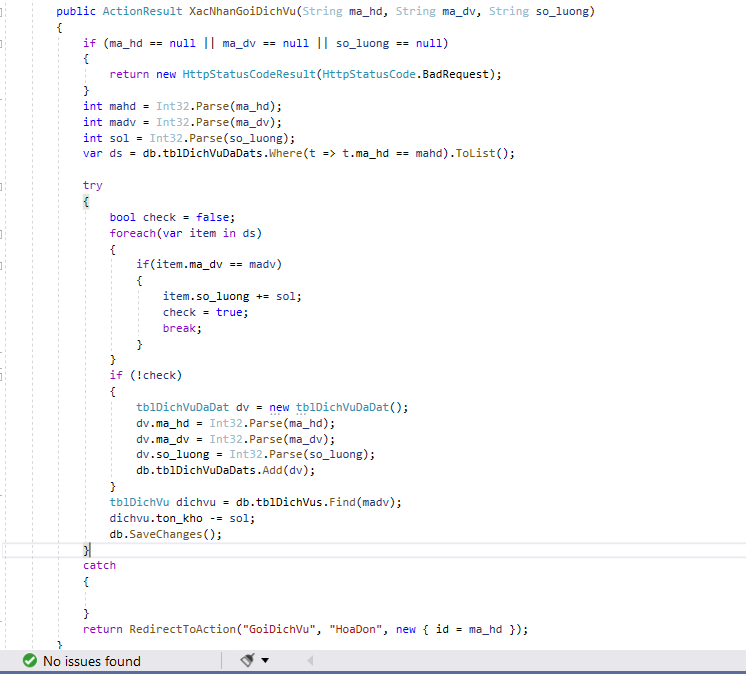 public ActionResult XacNhanGoiDichVu(String ma_hd, String ma_dv, String so_luong)
{
if (ma_hd == null || ma_dv == null || so_luong == null)
{
return new HttpStatusCodeResult(HttpStatusCode.BadRequest);
}
int mahd = Int32.Parse(ma_hd);
int madv = Int32.Parse(ma_dv);
int sol = Int32.Parse(so_luong);
var ds = db.tblDichVuDaDats.Where(t => t.ma_hd == mahd).ToList();
try
{
bool check = false;
foreach(var item in ds)
{
if(item.ma_dv == madv)
{
item.so_luong += sol;
check = true;
break;
}
}
if (!check)
{
tblDichVuDaDat dv = new tblDichVuDaDat();
dv.ma_hd = Int32.Parse(ma_hd);
dv.ma_dv = Int32.Parse(ma_dv);
dv.so_luong = Int32.Parse(so_luong);
db.tblDichVuDaDats.Add(dv);
}
tblDichVu dichvu = db.tblDichVus.Find(madv);
dichvu.ton_kho -= sol;
db.SaveChanges();
}
catch
{
}
return RedirectToAction("GoiDichVu", "HoaDon", new { id = ma_hd });
}
No issues found